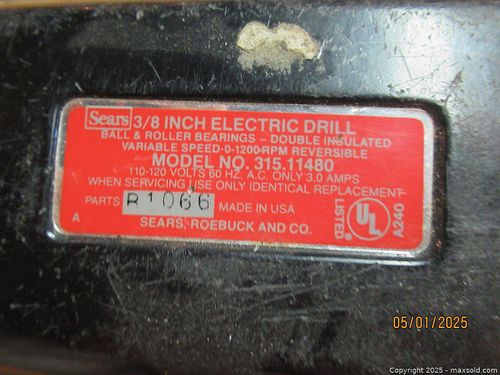 Sears 3/8 INCH ELECTRIC DRILL
BALL & ROLLER BEARINGS - DOUBLE INSULATED
VARIABLE SPEED-0-1200-RPM REVERSIBLE
MODEL NO. 315.11480
110-120 VOLTS 60 HZ. A.C. ONLY 3.0 AMPS
WHEN SERVICING USE ONLY IDENTICAL REPLACEMENT
PARTS R1066 MADE IN USA
A SEARS, ROEBUCK AND CO.
LISTED UL A240
05/01/2025
Copyright 2025 - maxsold.com